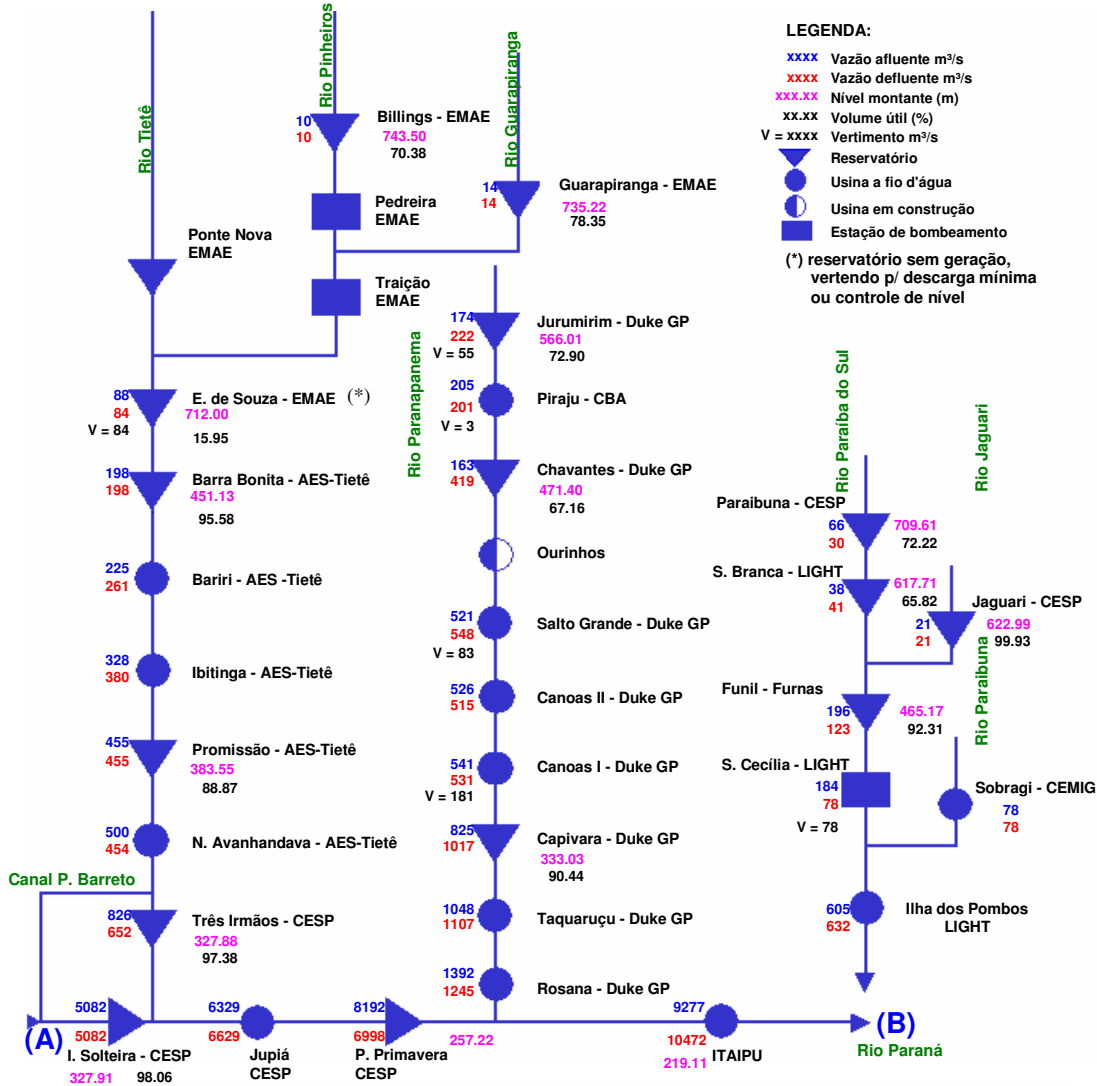 LEGENDA:
xxxx Vazão afluente m³/s
xxxx Vazão defluente m³/s
xxx.xx Nível montante (m)
xx.xx Volume útil (%)
V = xxxx Vertimento m³/s
Reservatório
Usina a fio d'água
Usina em construção
Estação de bombeamento
(*) reservatório sem geração,
vertendo p/ descarga mínima
ou controle de nível
Rio Tietê
Rio Pinheiros
Rio Guarapiranga
10
10
Billings - EMAE
743.50
70.38
14
14
Guarapiranga - EMAE
735.22
78.35
Pedreira
EMAE
Ponte Nova
EMAE
Traição
EMAE
88
84
V = 84
E. de Souza - EMAE (*)
712.00
15.95
198
198
Barra Bonita - AES-Tietê
451.13
95.58
225
261
Bariri - AES -Tietê
328
380
Ibitinga - AES-Tietê
455
455
Promissão - AES-Tietê
383.55
88.87
500
454
N. Avanhandava - AES-Tietê
Canal P. Barreto
826
652
Três Irmãos - CESP
327.88
97.38
Rio Paranapanema
174
222
V = 55
Jurumirim - Duke GP
566.01
72.90
205
201
V = 3
Piraju - CBA
163
419
Chavantes - Duke GP
471.40
67.16
Ourinhos
521
548
V = 83
Salto Grande - Duke GP
526
515
Canoas II - Duke GP
541
531
V = 181
Canoas I - Duke GP
825
1017
Capivara - Duke GP
333.03
90.44
1048
1107
Taquaruçu - Duke GP
1392
1245
Rosana - Duke GP
Rio Paraíba do Sul
Rio Jaguari
Paraibuna - CESP
66
30
709.61
72.22
S. Branca - LIGHT
38
41
617.71
65.82
Jaguari - CESP
21
21
622.99
99.93
Rio Paraibuna
Funil - Furnas
196
123
465.17
92.31
S. Cecília - LIGHT
184
78
V = 78
Sobragi - CEMIG
78
78
605
632
Ilha dos Pombos
LIGHT
(A)
5082
5082
I. Solteira - CESP
327.91 98.06
6329
6629
Jupiá
CESP
8192
6998
P. Primavera
CESP
257.22
9277
10472
219.11
ITAIPU
(B)
Rio Paraná